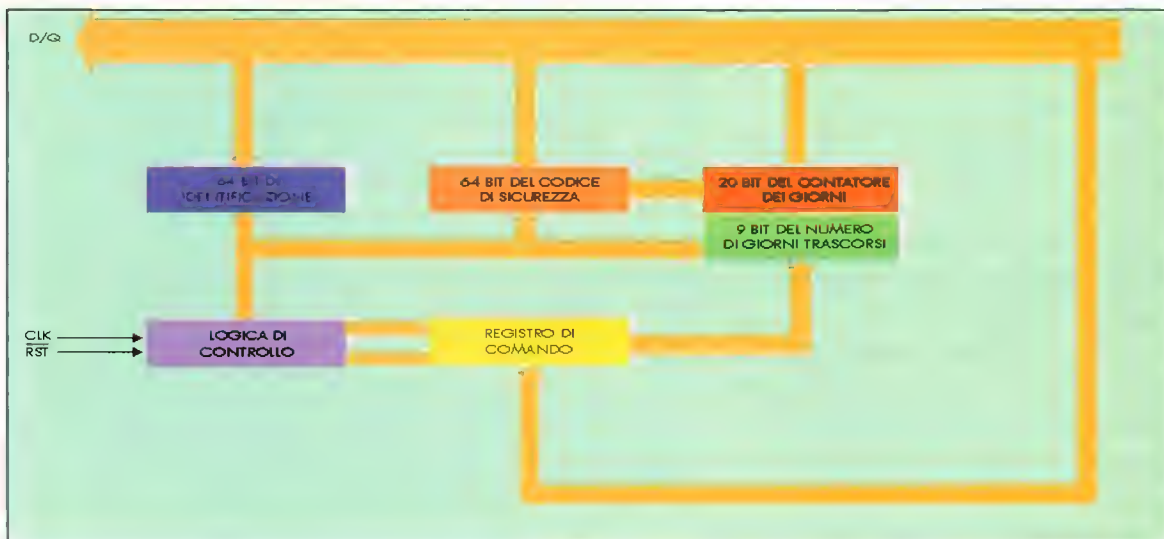 D/Q
64 BIT DI
IDENTIFICAZIONE
64 BIT DEL CODICE
DI SICUREZZA
20 BIT DEL CONTATORE
DEI GIORNI
9 BIT DEL NUMERO
DI GIORNI TRASCORSI
CLK
RST
LOGICA DI
CONTROLLO
REGISTRO DI
COMANDO